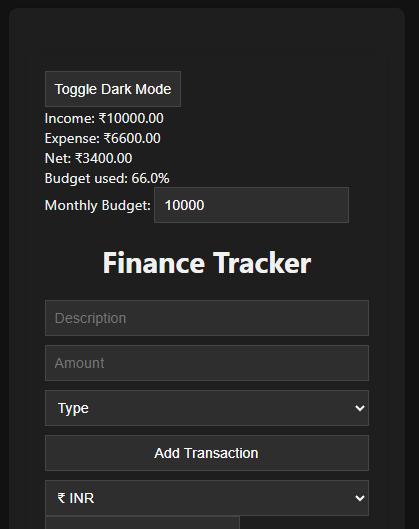 Toggle Dark Mode
Income: ₹10000.00
Expense: ₹6600.00
Net: ₹3400.00
Budget used: 66.0%
Monthly Budget: 10000
Finance Tracker
Description
Amount
Type
Add Transaction
₹ INR